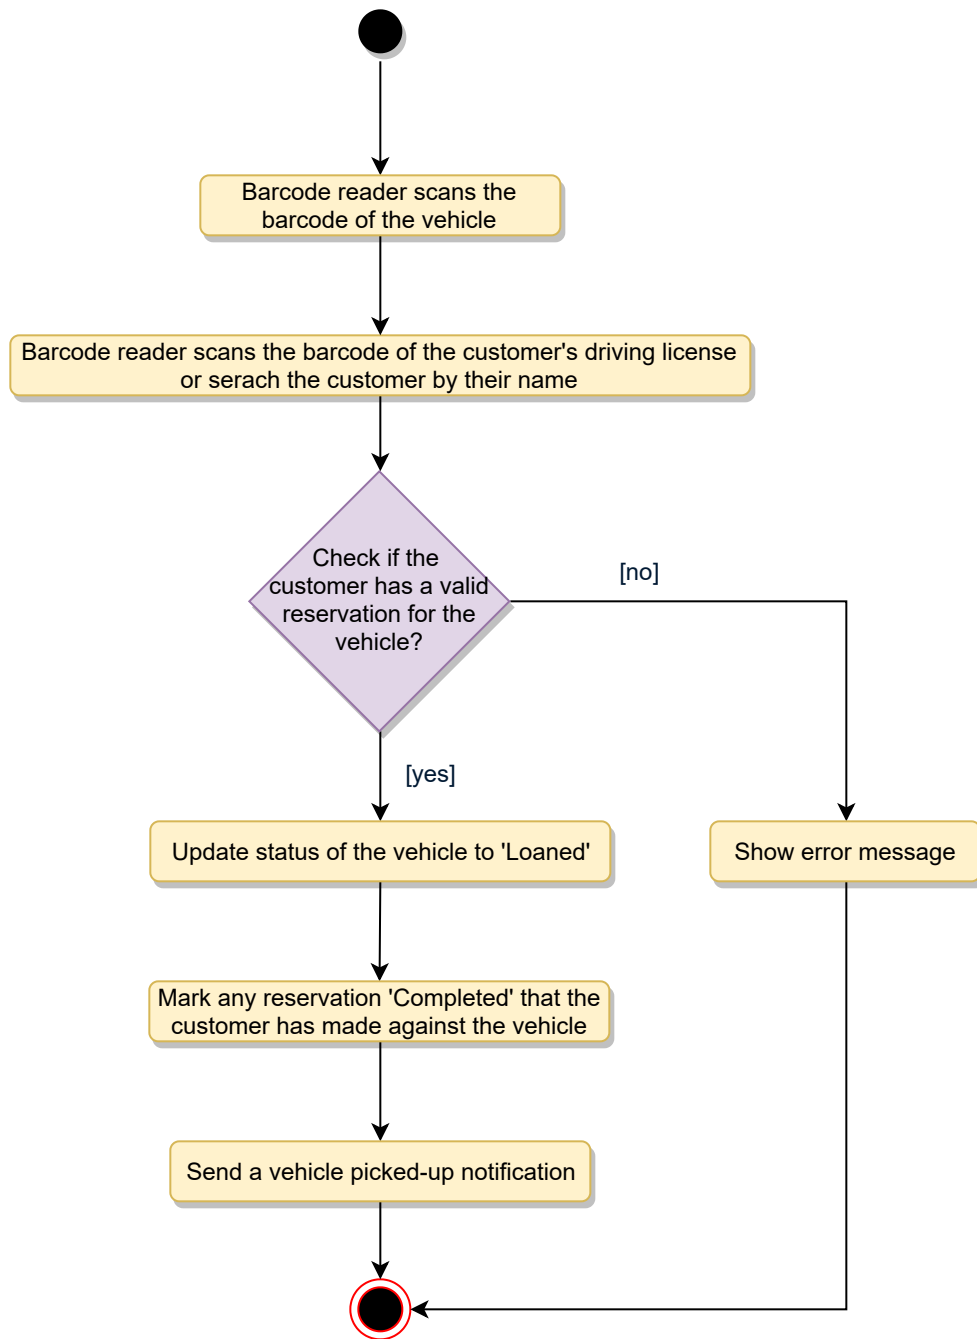 Barcode reader scans the
barcode of the vehicle
Barcode reader scans the barcode of the customer's driving license
or serach the customer by their name
Check if the
customer has a valid
reservation for the
vehicle?
[no]
[yes]
Update status of the vehicle to 'Loaned'
Show error message
Mark any reservation 'Completed' that the
customer has made against the vehicle
Send a vehicle picked-up notification